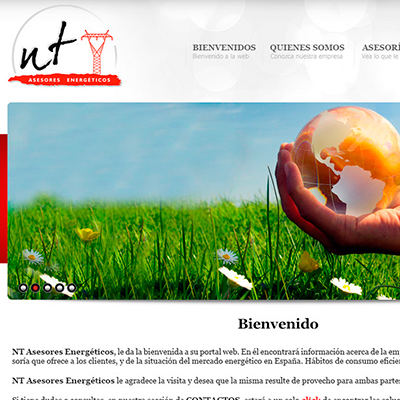 nt
ASESORES ENERGÉTICOS
BIENVENIDOS QUIENES SOMOS ASESORÍ
Bienvenido a la web Conozca nuestra empresa Vea lo que le
Bienvenido
NT Asesores Energéticos, le da la bienvenida a su portal web. En él encontrará información acerca de la em
soría que ofrece a los clientes, y de la situación del mercado energético en España. Hábitos de consumo eficie
NT Asesores Energéticos le agradece la visita y desea que la misma resulte de provecho para ambas partes